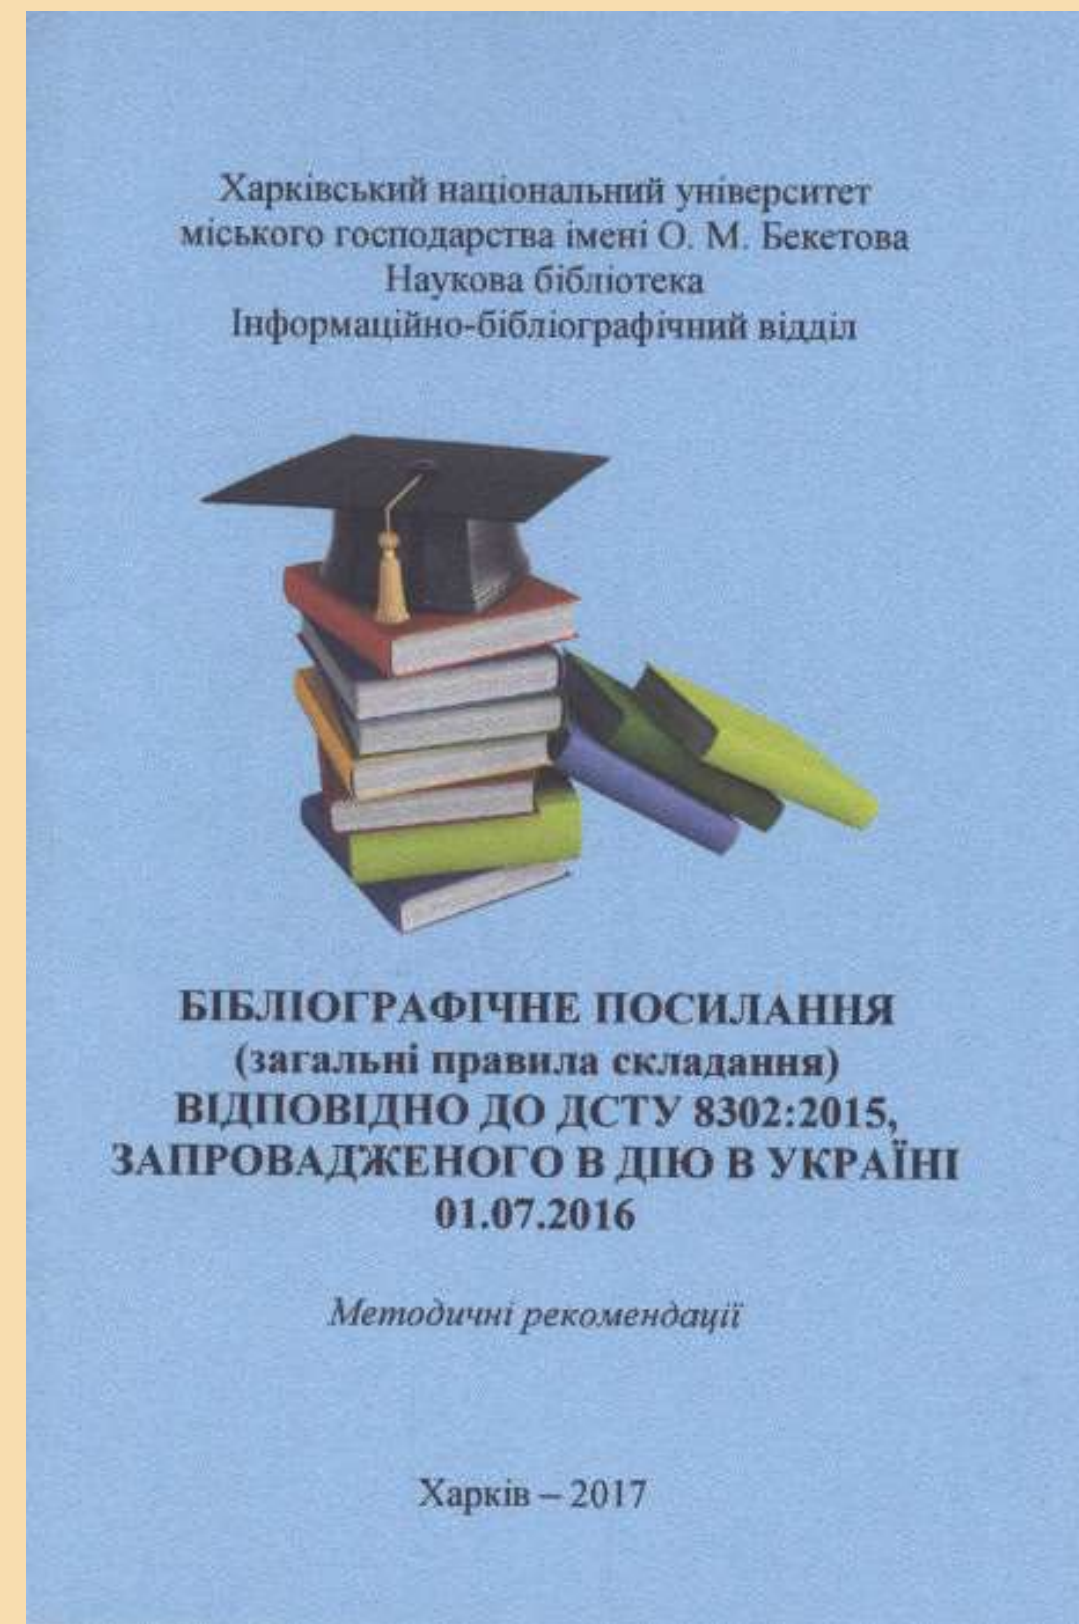 Харківський національний університет
міського господарства імені О. М. Бекетова
Наукова бібліотека
Інформаційно-бібліографічний відділ
БІБЛІОГРАФІЧНЕ ПОСИЛАННЯ
(загальні правила складання)
ВІДПОВІДНО ДО ДСТУ 8302:2015,
ЗАПРОВАДЖЕНОГО В ДІЮ В УКРАЇНІ
01.07.2016
Методичні рекомендації
Харків – 2017